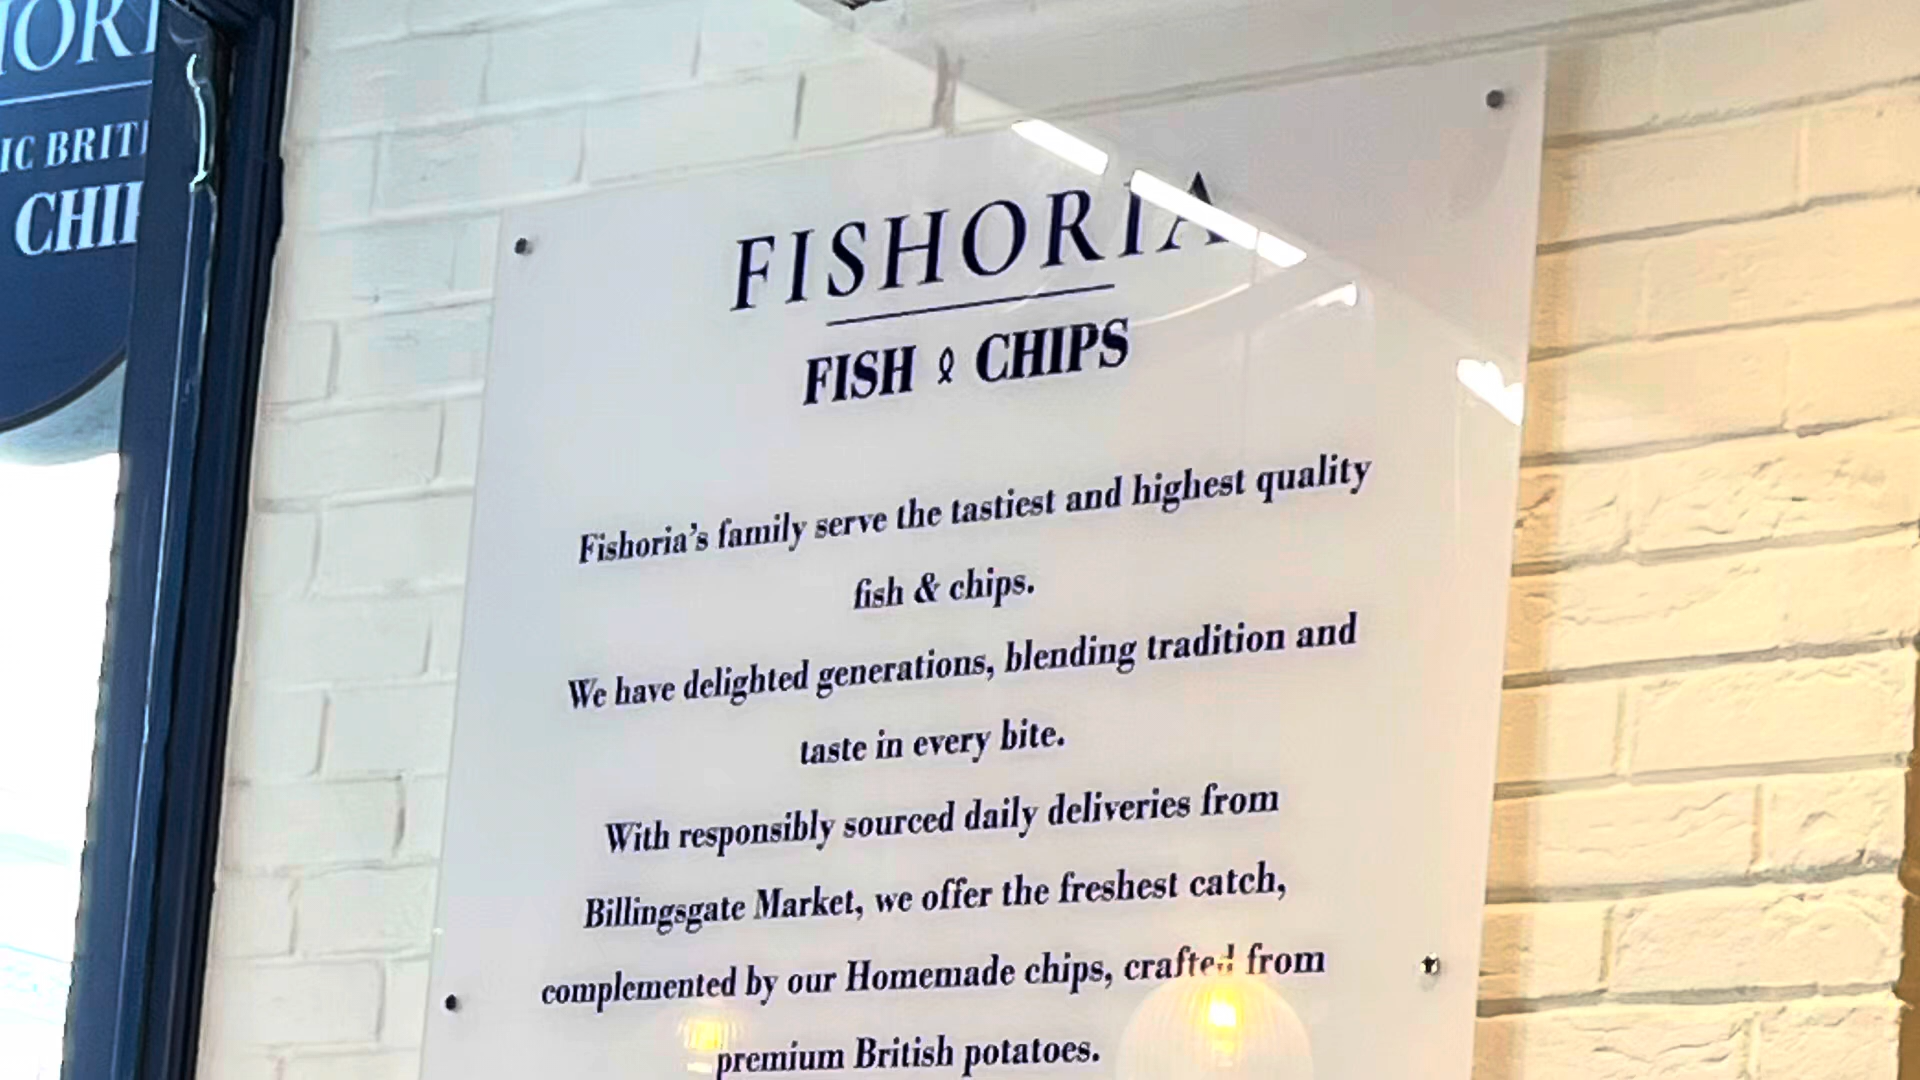 IC BRIT
FISHORIA
FISH & CHIPS
Fishoria's family serve the tastiest and highest quality
fish & chips.
We have delighted generations, blending tradition and
taste in every bite.
With responsibly sourced daily deliveries from
Billingsgate Market, we offer the freshest catch,
complemented by our Homemade chips, crafted from
premium British potatoes.